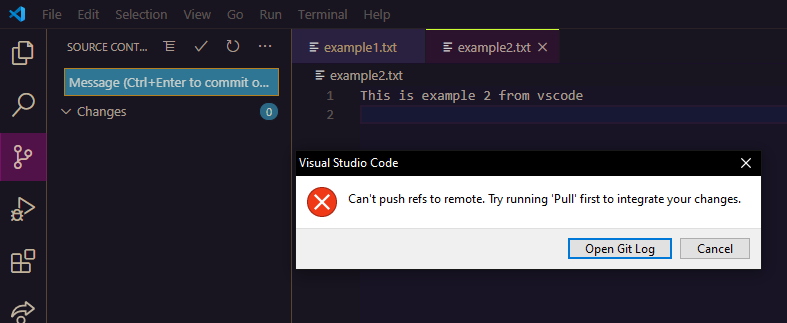 File Edit Selection View Go Run Terminal Help
SOURCE CONT...
example1.txt
example2.txt
Message (Ctrl+Enter to commit o...
example2.txt
Changes
0
1 This is example 2 from vscode
2
Visual Studio Code
Can't push refs to remote. Try running 'Pull' first to integrate your changes.
Open Git Log
Cancel